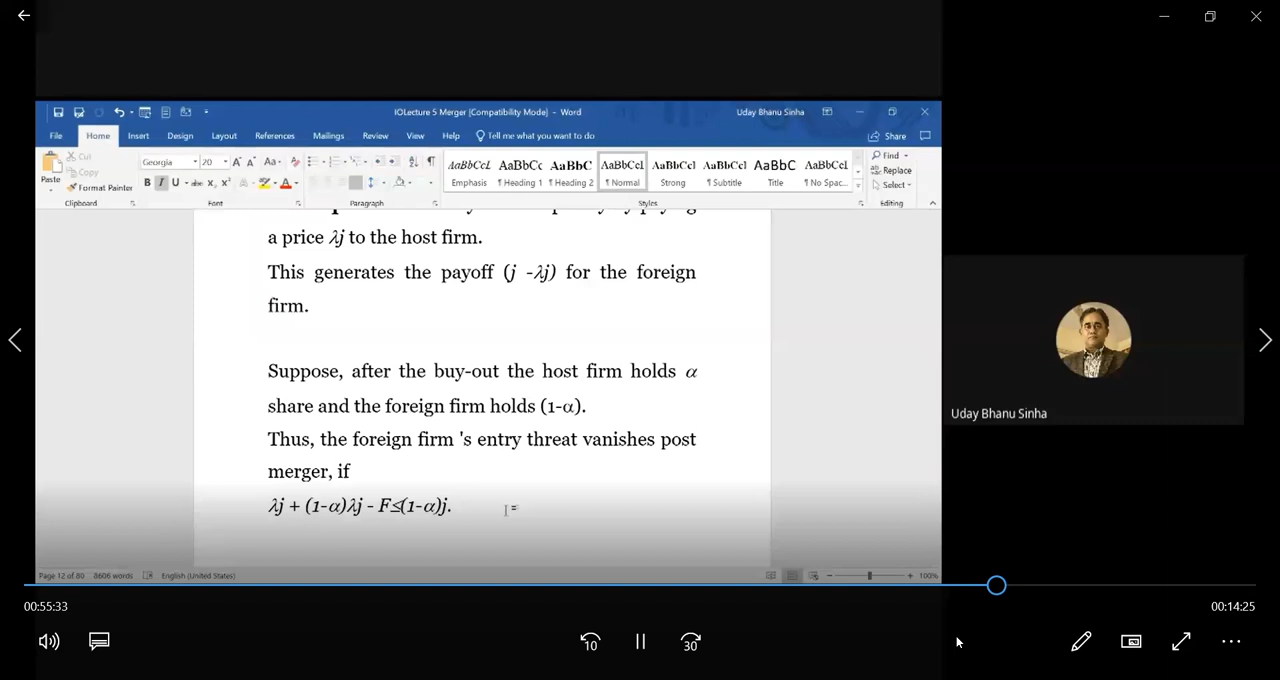 IOLecture 5 Merger [Compatibility Mode] - Word
Uday Bhanu Sinha
File Home Insert Design Layout References Mailings Review View Help Tell me what you want to do Share
Paste
Cut
Copy
Format Painter
Georgia 20
AaBbCcL AaBbCc AaBbC AaBbCcL AaBbCcI AaBbCcL AaBbC AaBbCcL
Emphasis ¶ Heading 1 ¶ Heading 2 ¶ Normal Strong ¶ Subtitle Title ¶ No Spac...
Find
Replace
Select
Clipboard Font Paragraph Styles Editing
a price λj to the host firm.
This generates the payoff (j -λj) for the foreign
firm.
Suppose, after the buy-out the host firm holds α
share and the foreign firm holds (1-α).
Thus, the foreign firm 's entry threat vanishes post
merger, if
λj + (1-α)λj - F≤(1-α)j.
Uday Bhanu Sinha
Page 12 of 80 8606 words English (United States) 100%
00:55:33 00:14:25
10 30